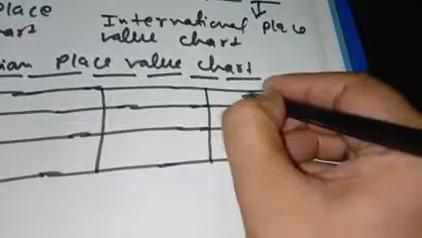 place
International place
value chart
place value chart